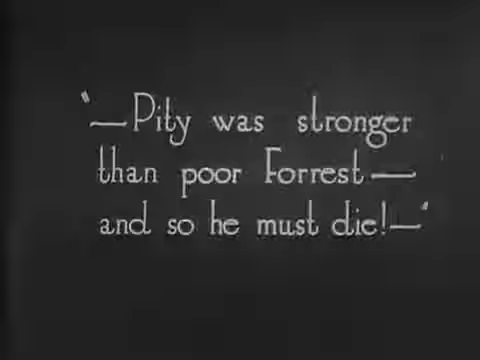 "—Pity was stronger
than poor Forrest—
and so he must die!—"